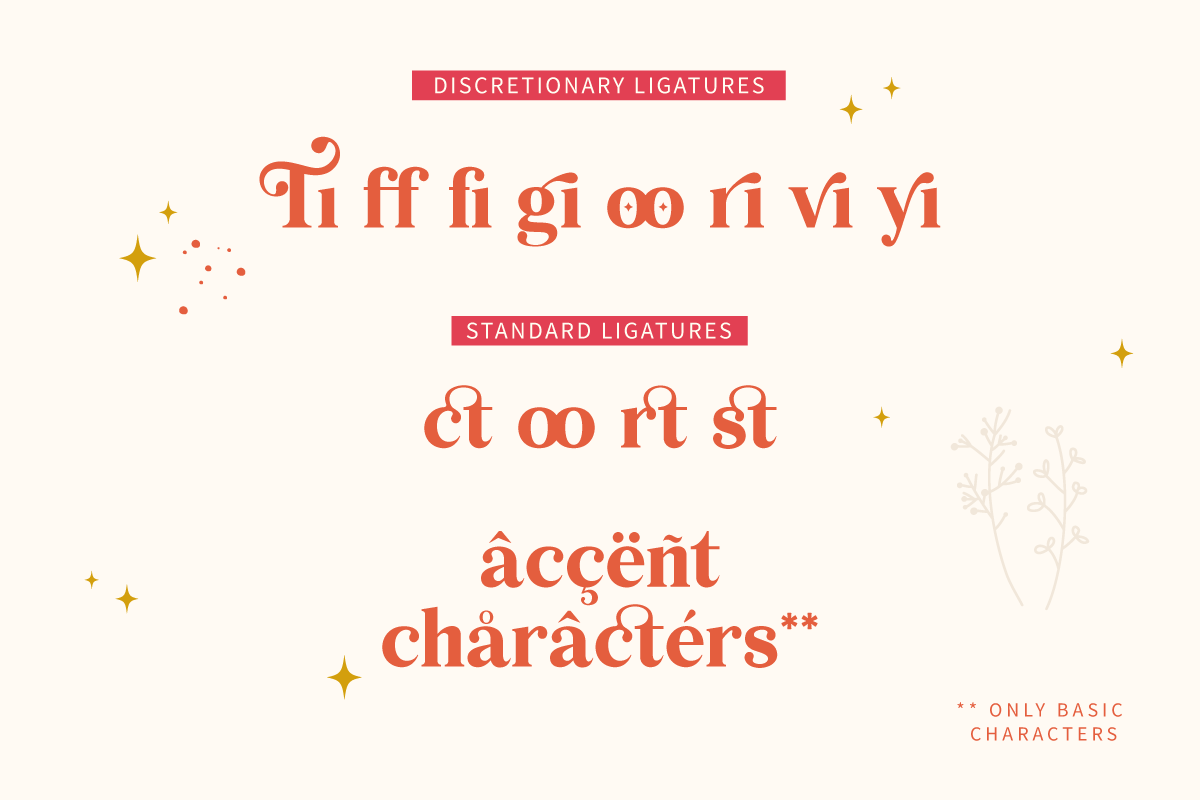 DISCRETIONARY LIGATURES
Ti ff fi gi oo ri vi yi
STANDARD LIGATURES
ct oo rt st
âcçëñt
chårâctérs**
** ONLY BASIC
CHARACTERS